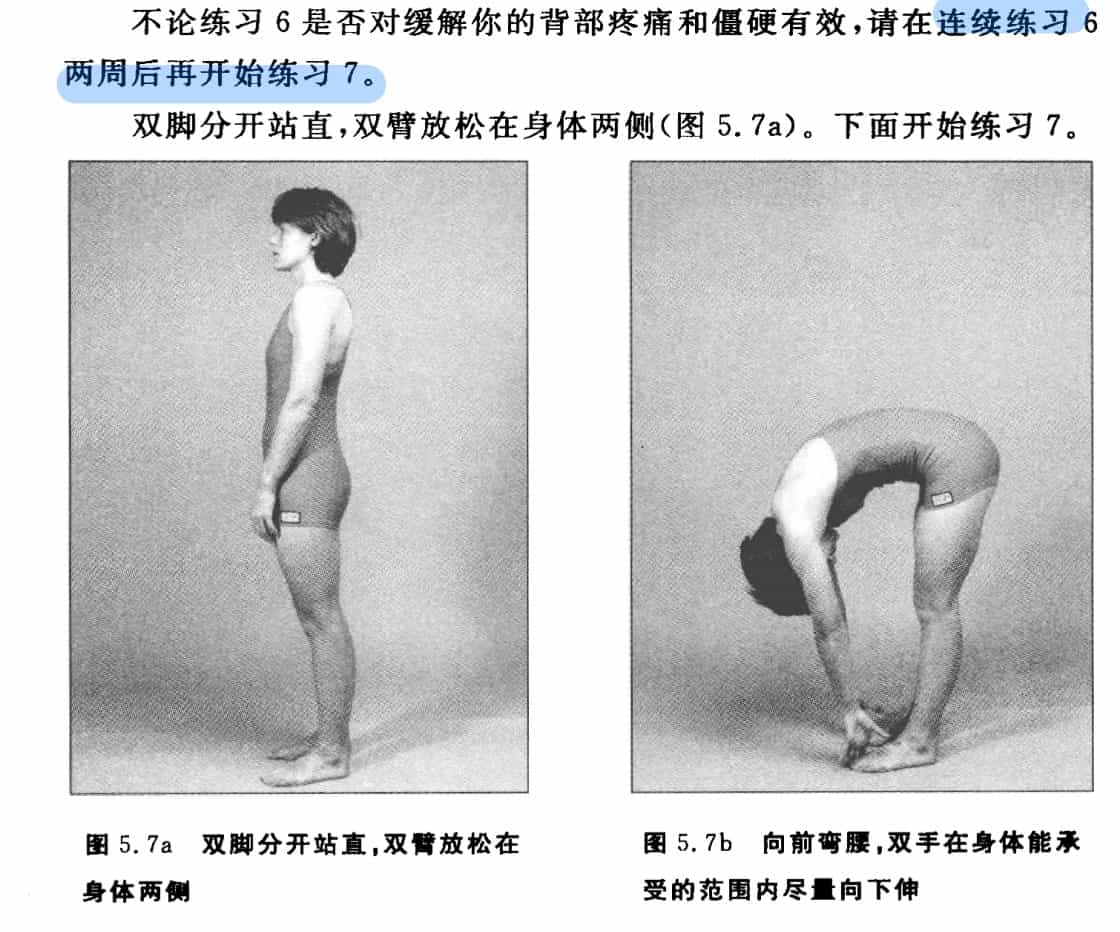 不论练习6是否对缓解你的背部疼痛和僵硬有效,请在连续练习6
两周后再开始练习7。
双脚分开站直,双臂放松在身体两侧(图5.7a)。下面开始练习7。
图5.7a 双脚分开站直,双臂放松在
身体两侧
图5.7b 向前弯腰,双手在身体能承
受的范围内尽量向下伸